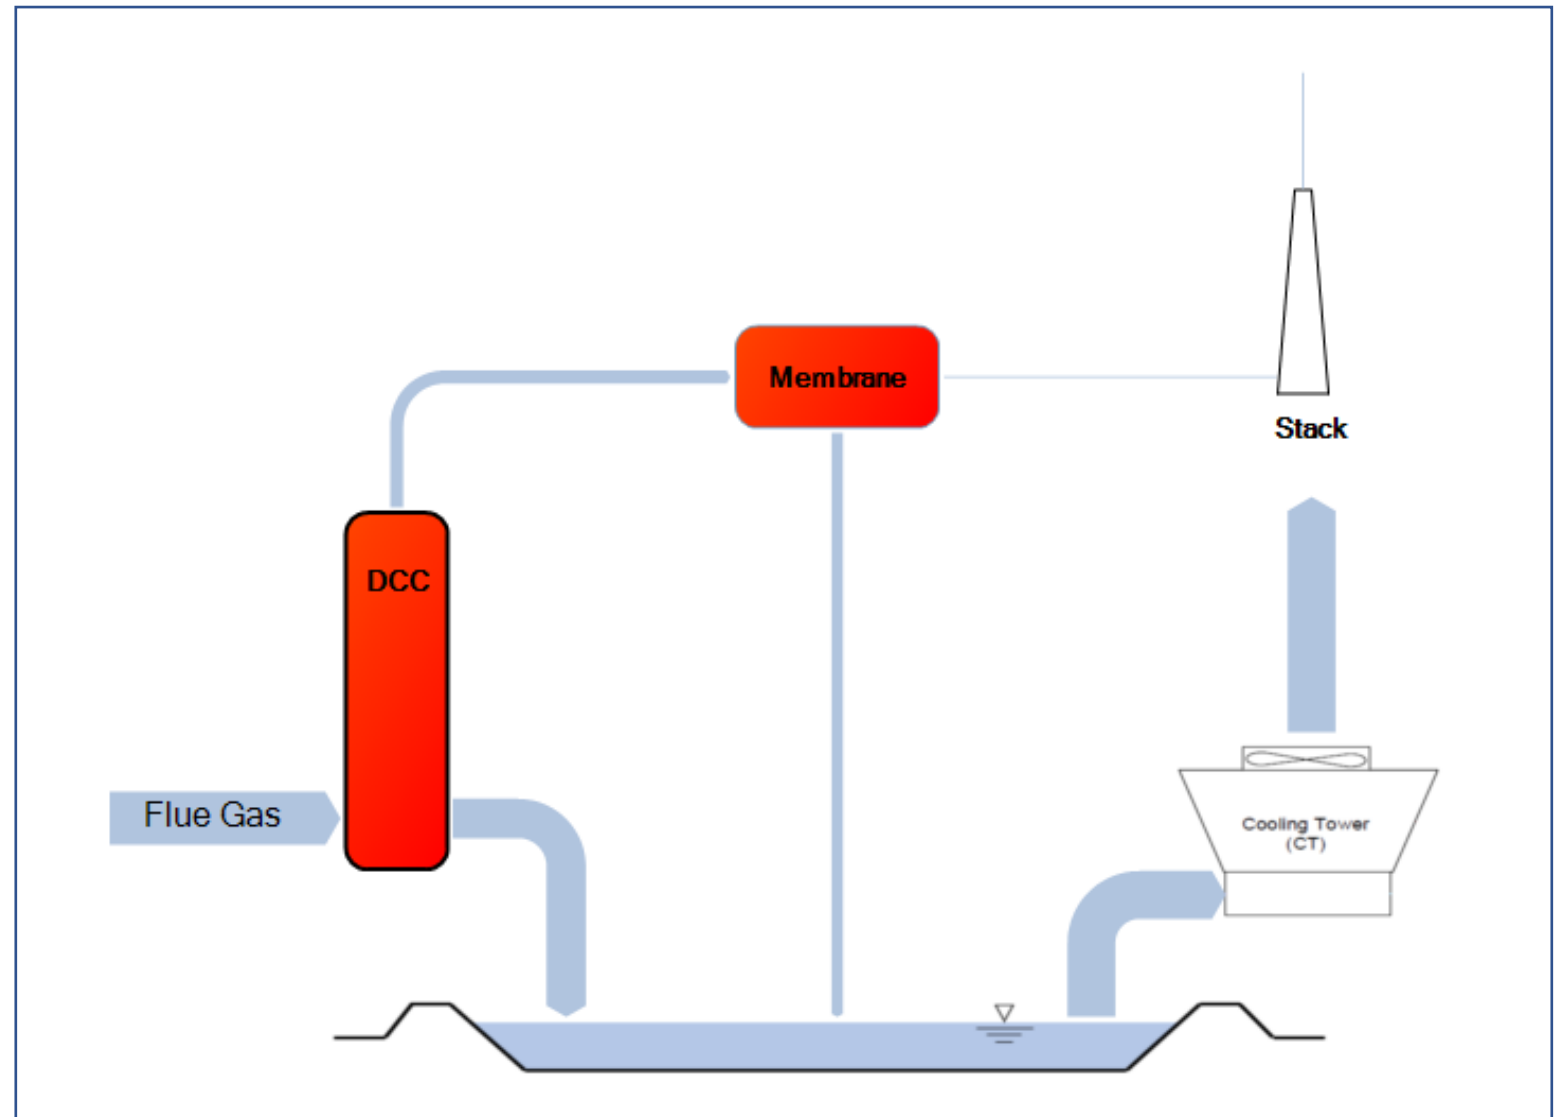 Membrane
Stack
DCC
Flue Gas
Cooling Tower
(CT)